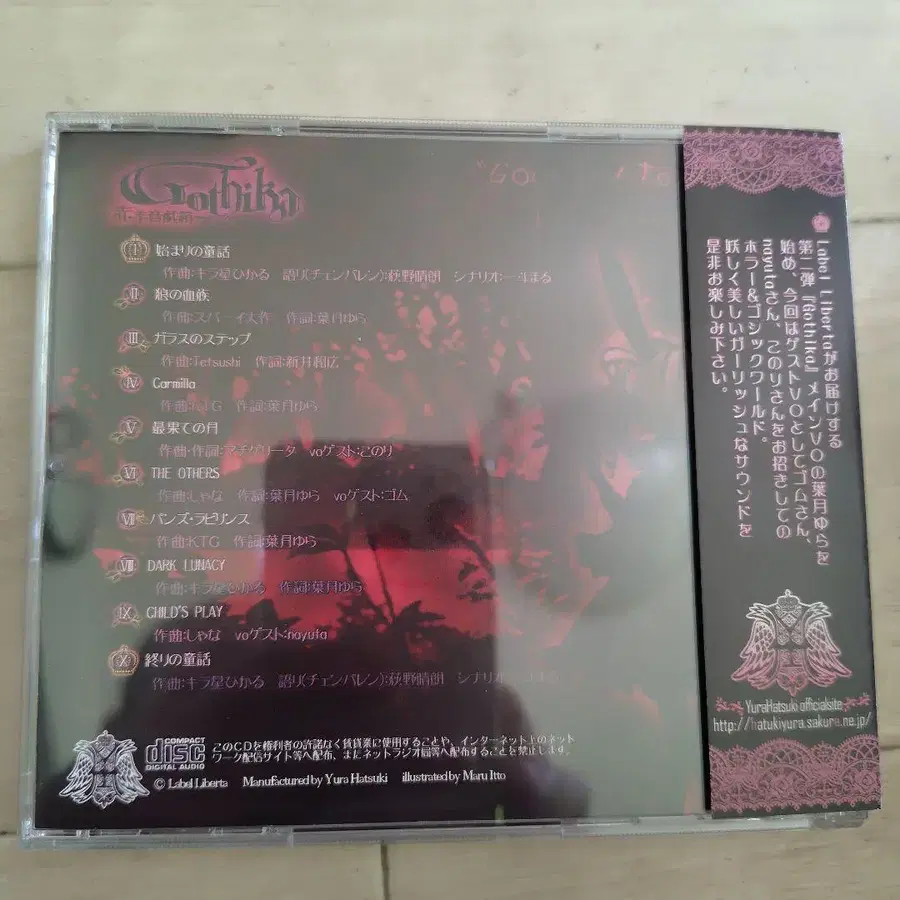 Gothika
I 始まりの童話
作曲:キラ星ひかる 語り(チェンバレン):荻野晴朗 シナリオ:一斗まる
II 狼の血族
作曲:スパーイ大作 作詞:葉月ゆら
III ガラスのステップ
作曲:Tetsushi 作詞:新井相広
IV Carmilla
作曲:KTG 作詞:葉月ゆら
V 最果ての月
作曲・作詞:マチゲリータ voゲスト:このり
VI THE OTHERS
作曲:しゃな 作詞:葉月ゆら voゲスト:ゴム
VII パンズ・ラビリンス
作曲:KTG 作詞:葉月ゆら
VIII DARK LUNACY
作曲:キラ星ひかる 作詞:葉月ゆら
IX CHILD'S PLAY
作曲:しゃな voゲスト:nayuta
X 終りの童話
作曲:キラ星ひかる 語り(チェンバレン):荻野晴朗 シナリオ
COMPACT
disc
DIGITAL AUDIO
このCDを権利者の許諾なく賃貸業に使用することや、インターネット上のネット
ワーク配信サイト等へ配布、またネットラジオ局等へ配布することを禁止します。
© Label Liberta Manufactured by Yura Hatsuki illustrated by Maru Itto
Label Libertaがお届けする
第二弾『Gothika』メインVOの葉月ゆらを
始め、今回はゲストVOとしてゴムさん、
nayutaさん、このりさんをお招きしての
ホラー&ゴシックワールド。
妖しく美しいガーリッシュなサウンドを
是非お楽しみ下さい。
YuraHatsuki officialsite
http://hatukiyura.sakura.ne.jp/